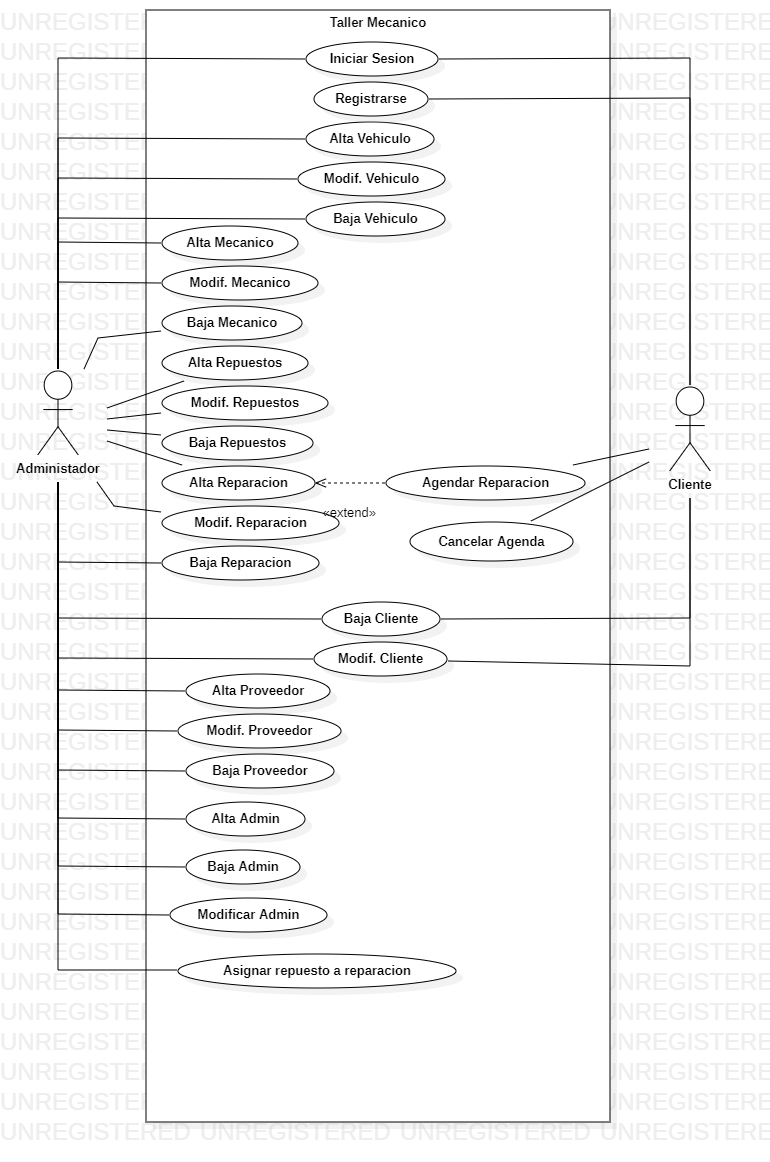 Taller Mecanico
Iniciar Sesion
Registrarse
Alta Vehiculo
Modif. Vehiculo
Baja Vehiculo
Alta Mecanico
Modif. Mecanico
Baja Mecanico
Alta Repuestos
Modif. Repuestos
Baja Repuestos
Administador
Alta Reparacion
Agendar Reparacion
Cliente
«extend»
Modif. Reparacion
Cancelar Agenda
Baja Reparacion
Baja Cliente
Modif. Cliente
Alta Proveedor
Modif. Proveedor
Baja Proveedor
Alta Admin
Baja Admin
Modificar Admin
Asignar repuesto a reparacion
UNREGISTERED UNREGISTERED UNREGISTERED UNREGISTERE